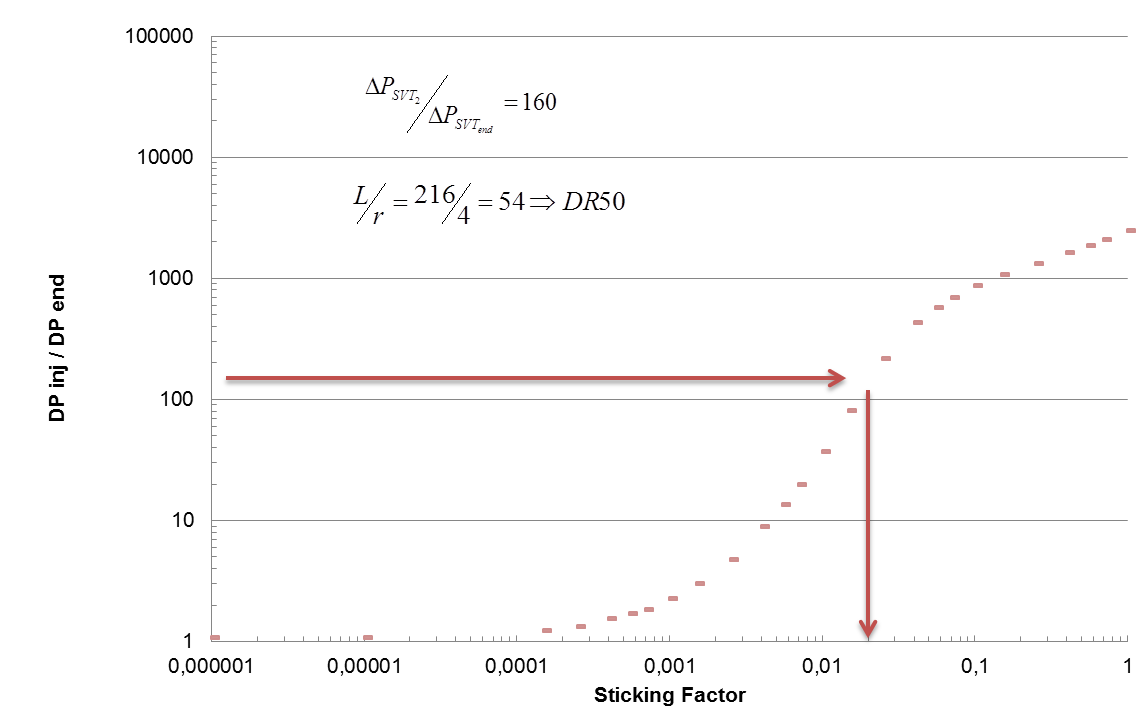 100000
ΔP_SVT₂ / ΔP_SVT_end = 160
10000
L/r = 216/4 = 54 ⇒ DR50
1000
DP inj / DP end
100
10
1
0,000001 0,00001 0,0001 0,001 0,01 0,1 1
Sticking Factor